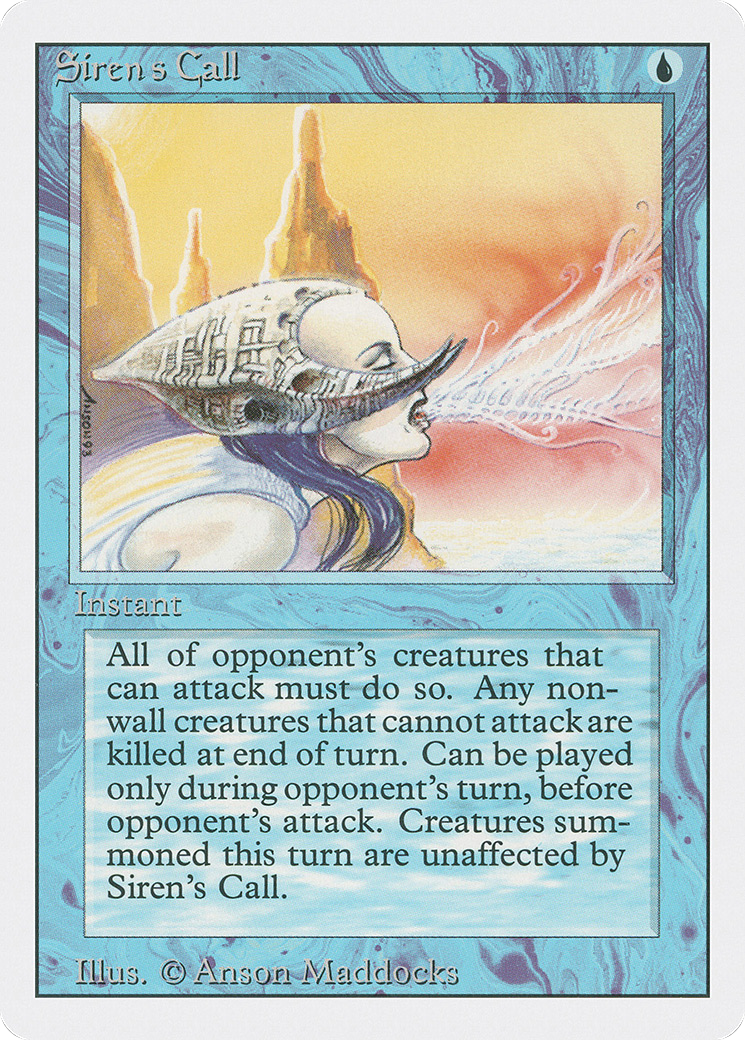 Siren's Call
ANSON 93
Instant
All of opponent's creatures that
can attack must do so. Any non-
wall creatures that cannot attack are
killed at end of turn. Can be played
only during opponent's turn, before
opponent's attack. Creatures sum-
moned this turn are unaffected by
Siren's Call.
Illus. © Anson Maddocks